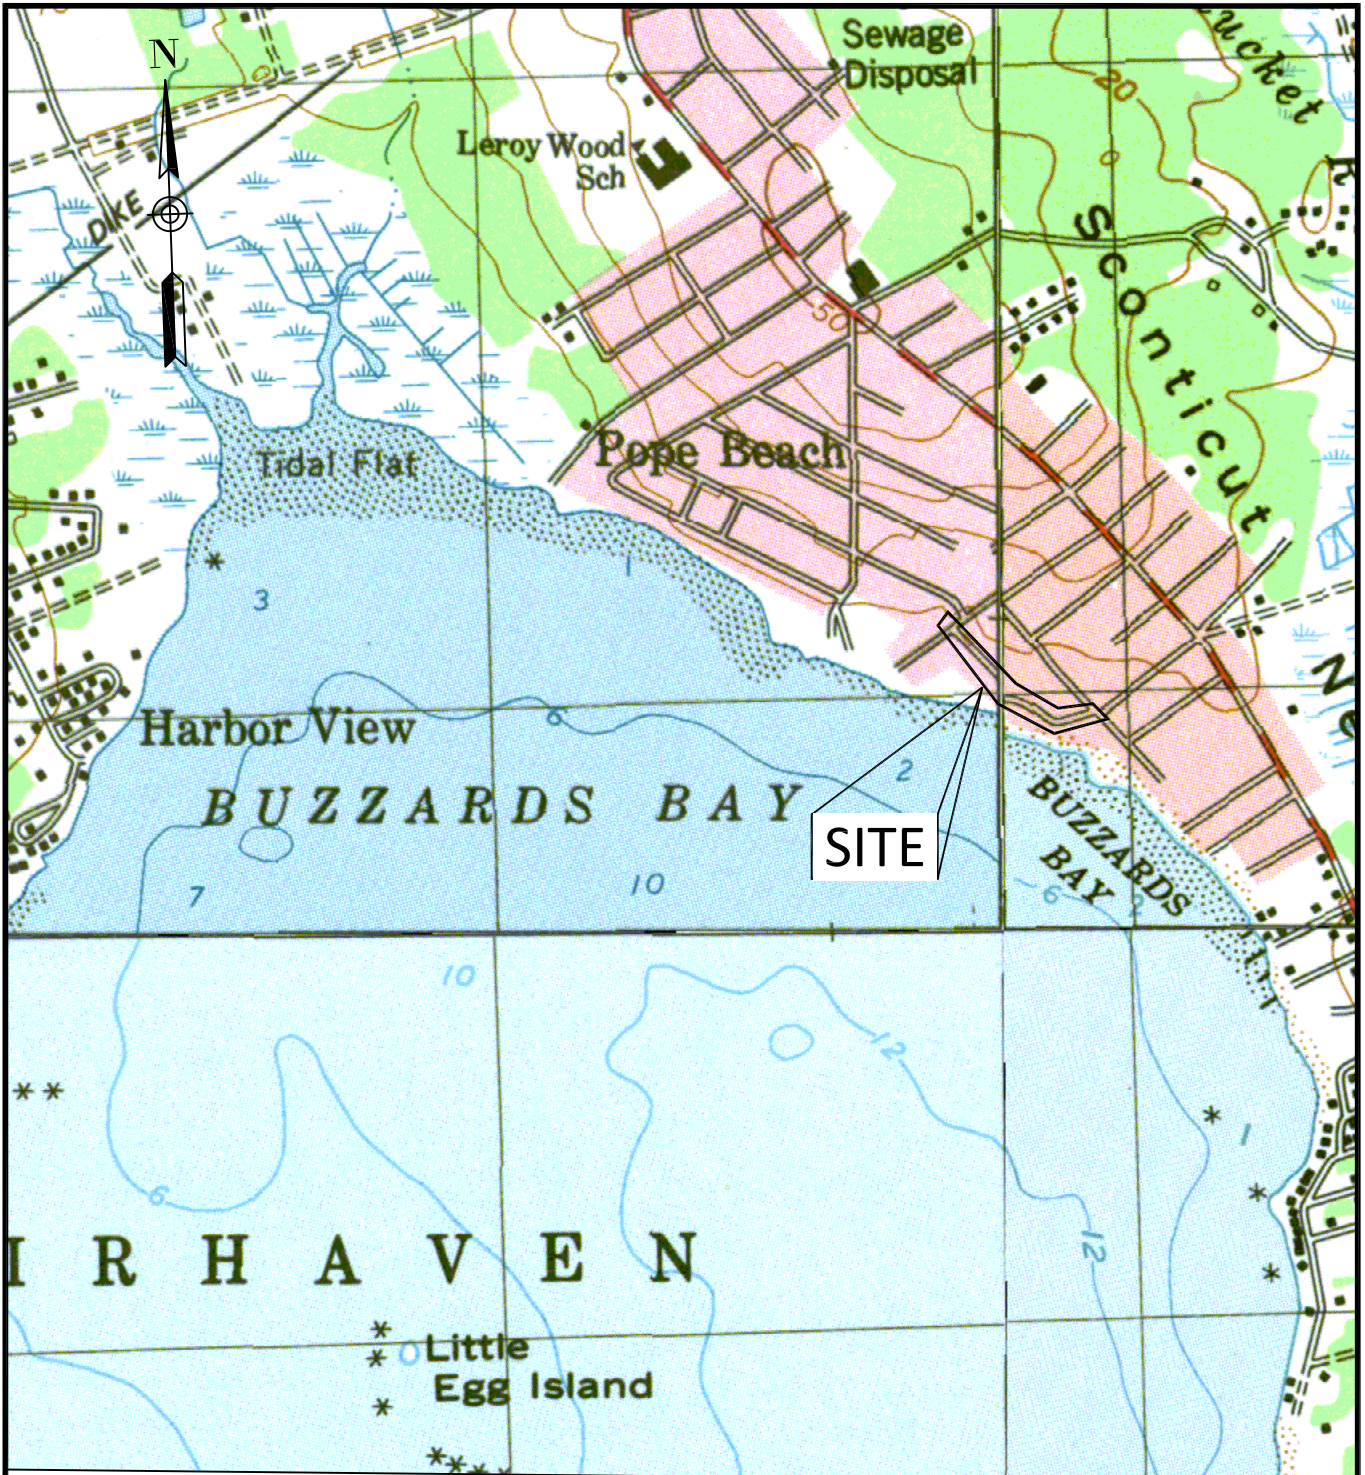 Sewage
Disposal
ucket
N
20
Leroy Wood
Sch
DIKE
Sconticut
50
Pope Beach
Tidal Flat
1
3
Ne
Harbor View
6
2
BUZZARDS BAY
BUZZARDS
BAY
SITE
7
10
6
2
10
12
1
6
12
IRHAVEN
Little
Egg Island